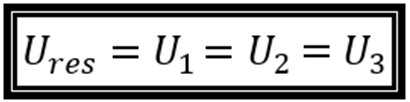 U_res = U_1 = U_2 = U_3